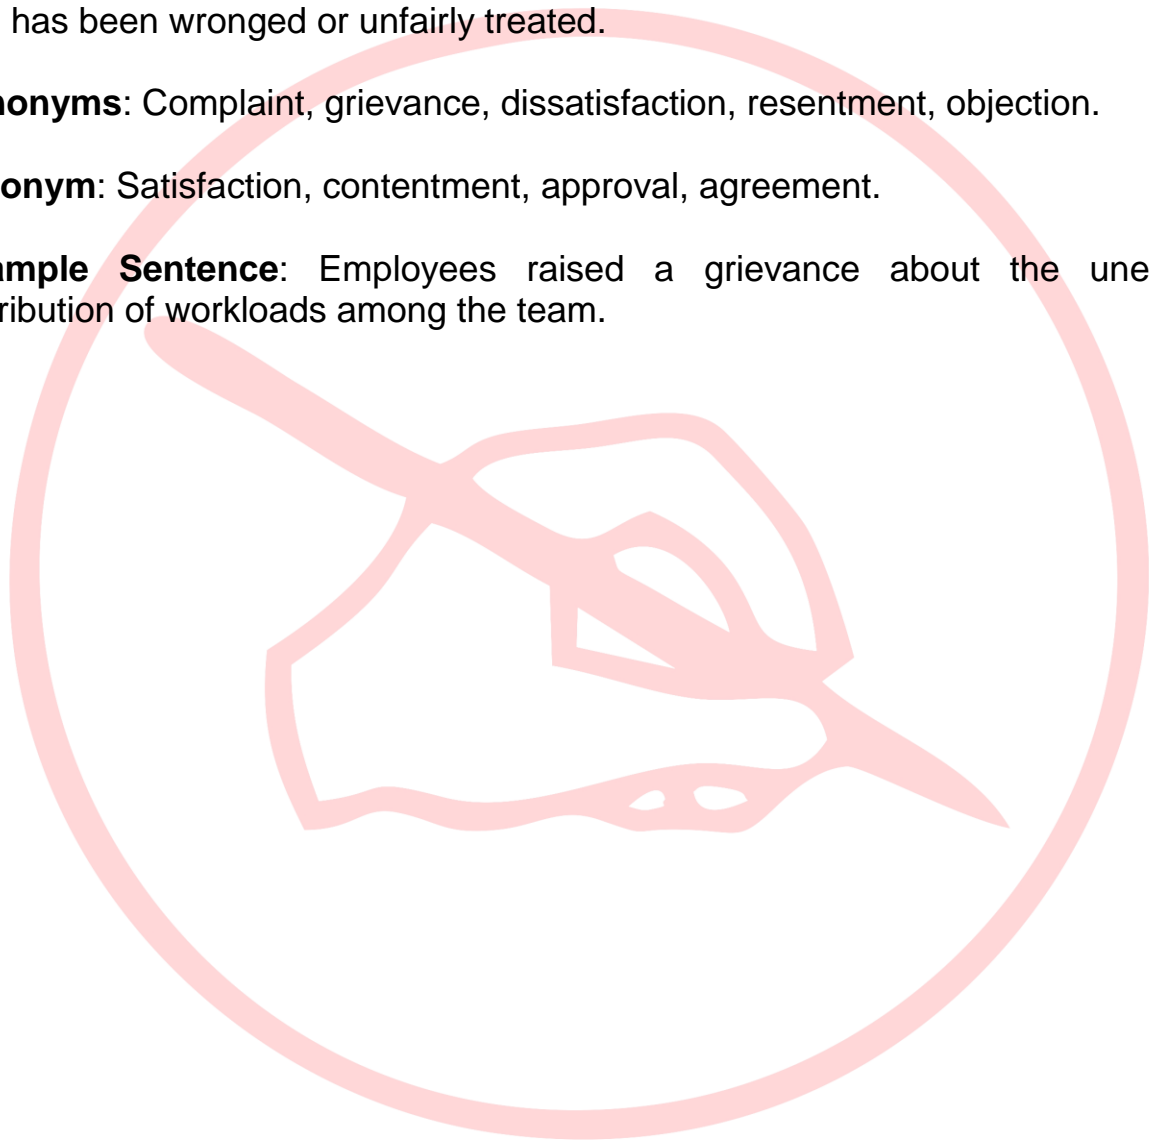 has been wronged or unfairly treated.
nonyms: Complaint, grievance, dissatisfaction, resentment, objection.
onym: Satisfaction, contentment, approval, agreement.
ample Sentence: Employees raised a grievance about the une
ribution of workloads among the team.